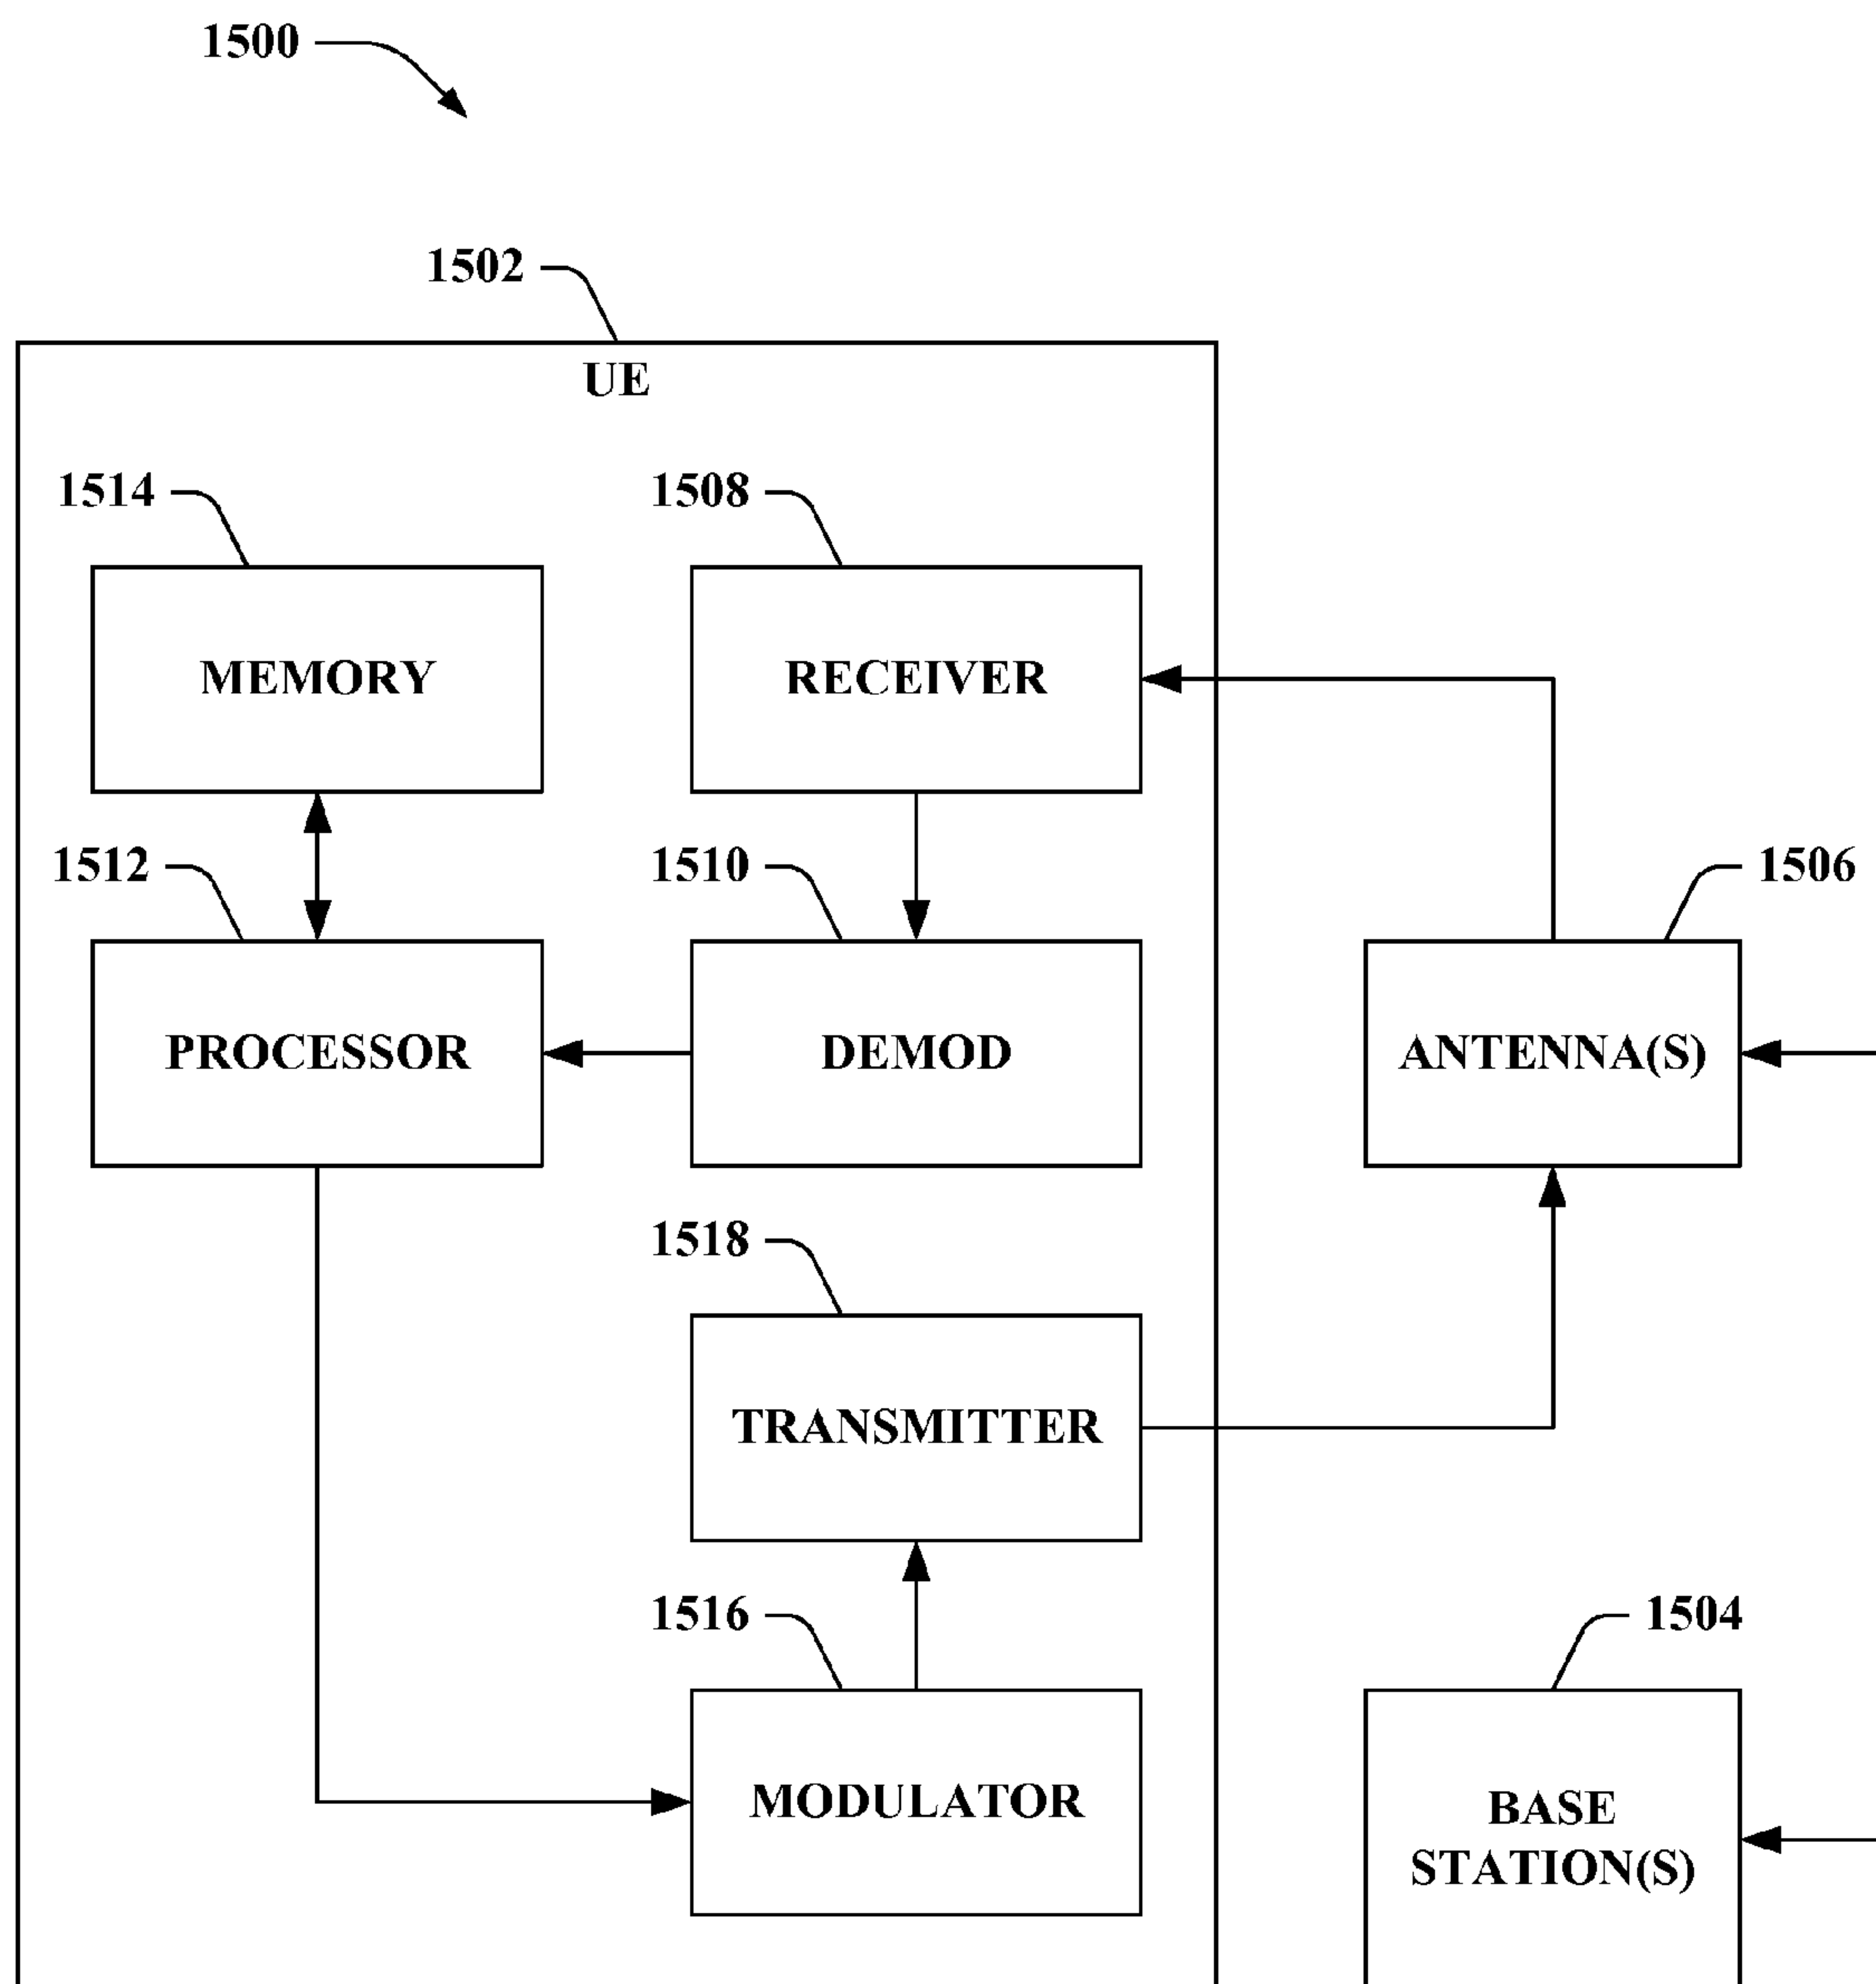 1500
1502
UE
1514
1508
MEMORY
RECEIVER
1512
1510
1506
PROCESSOR
DEMOD
ANTENNA(S)
1518
TRANSMITTER
1516
1504
MODULATOR
BASE
STATION(S)